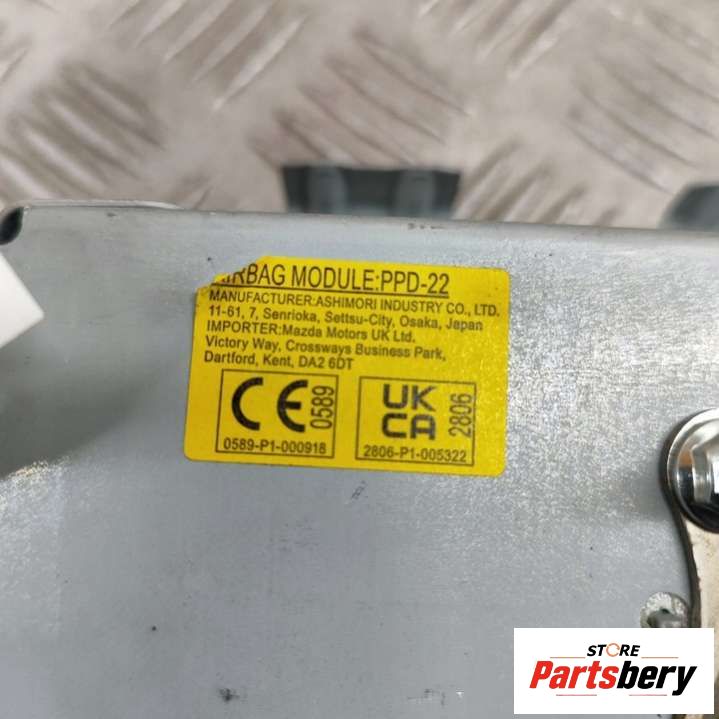 AIRBAG MODULE:PPD-22
MANUFACTURER:ASHIMORI INDUSTRY CO., LTD.
11-61, 7, Senrioka, Settsu-City, Osaka, Japan
IMPORTER:Mazda Motors UK Ltd.
Victory Way, Crossways Business Park,
Dartford, Kent, DA2 6DT
CE 0589
0589-P1-000918
UK
CA 2806
2806-P1-005322
STORE
Partsbery